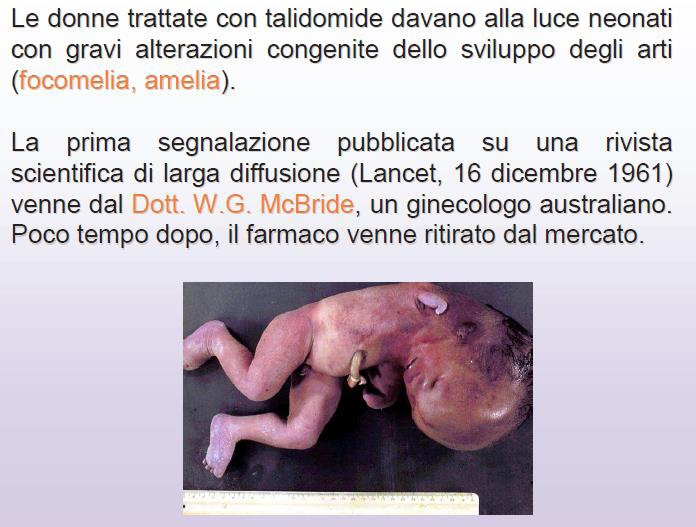 Le donne trattate con talidomide davano alla luce neonati
con gravi alterazioni congenite dello sviluppo degli arti
(focomelia, amelia).
La prima segnalazione pubblicata su una rivista
scientifica di larga diffusione (Lancet, 16 dicembre 1961)
venne dal Dott. W.G. McBride, un ginecologo australiano.
Poco tempo dopo, il farmaco venne ritirato dal mercato.